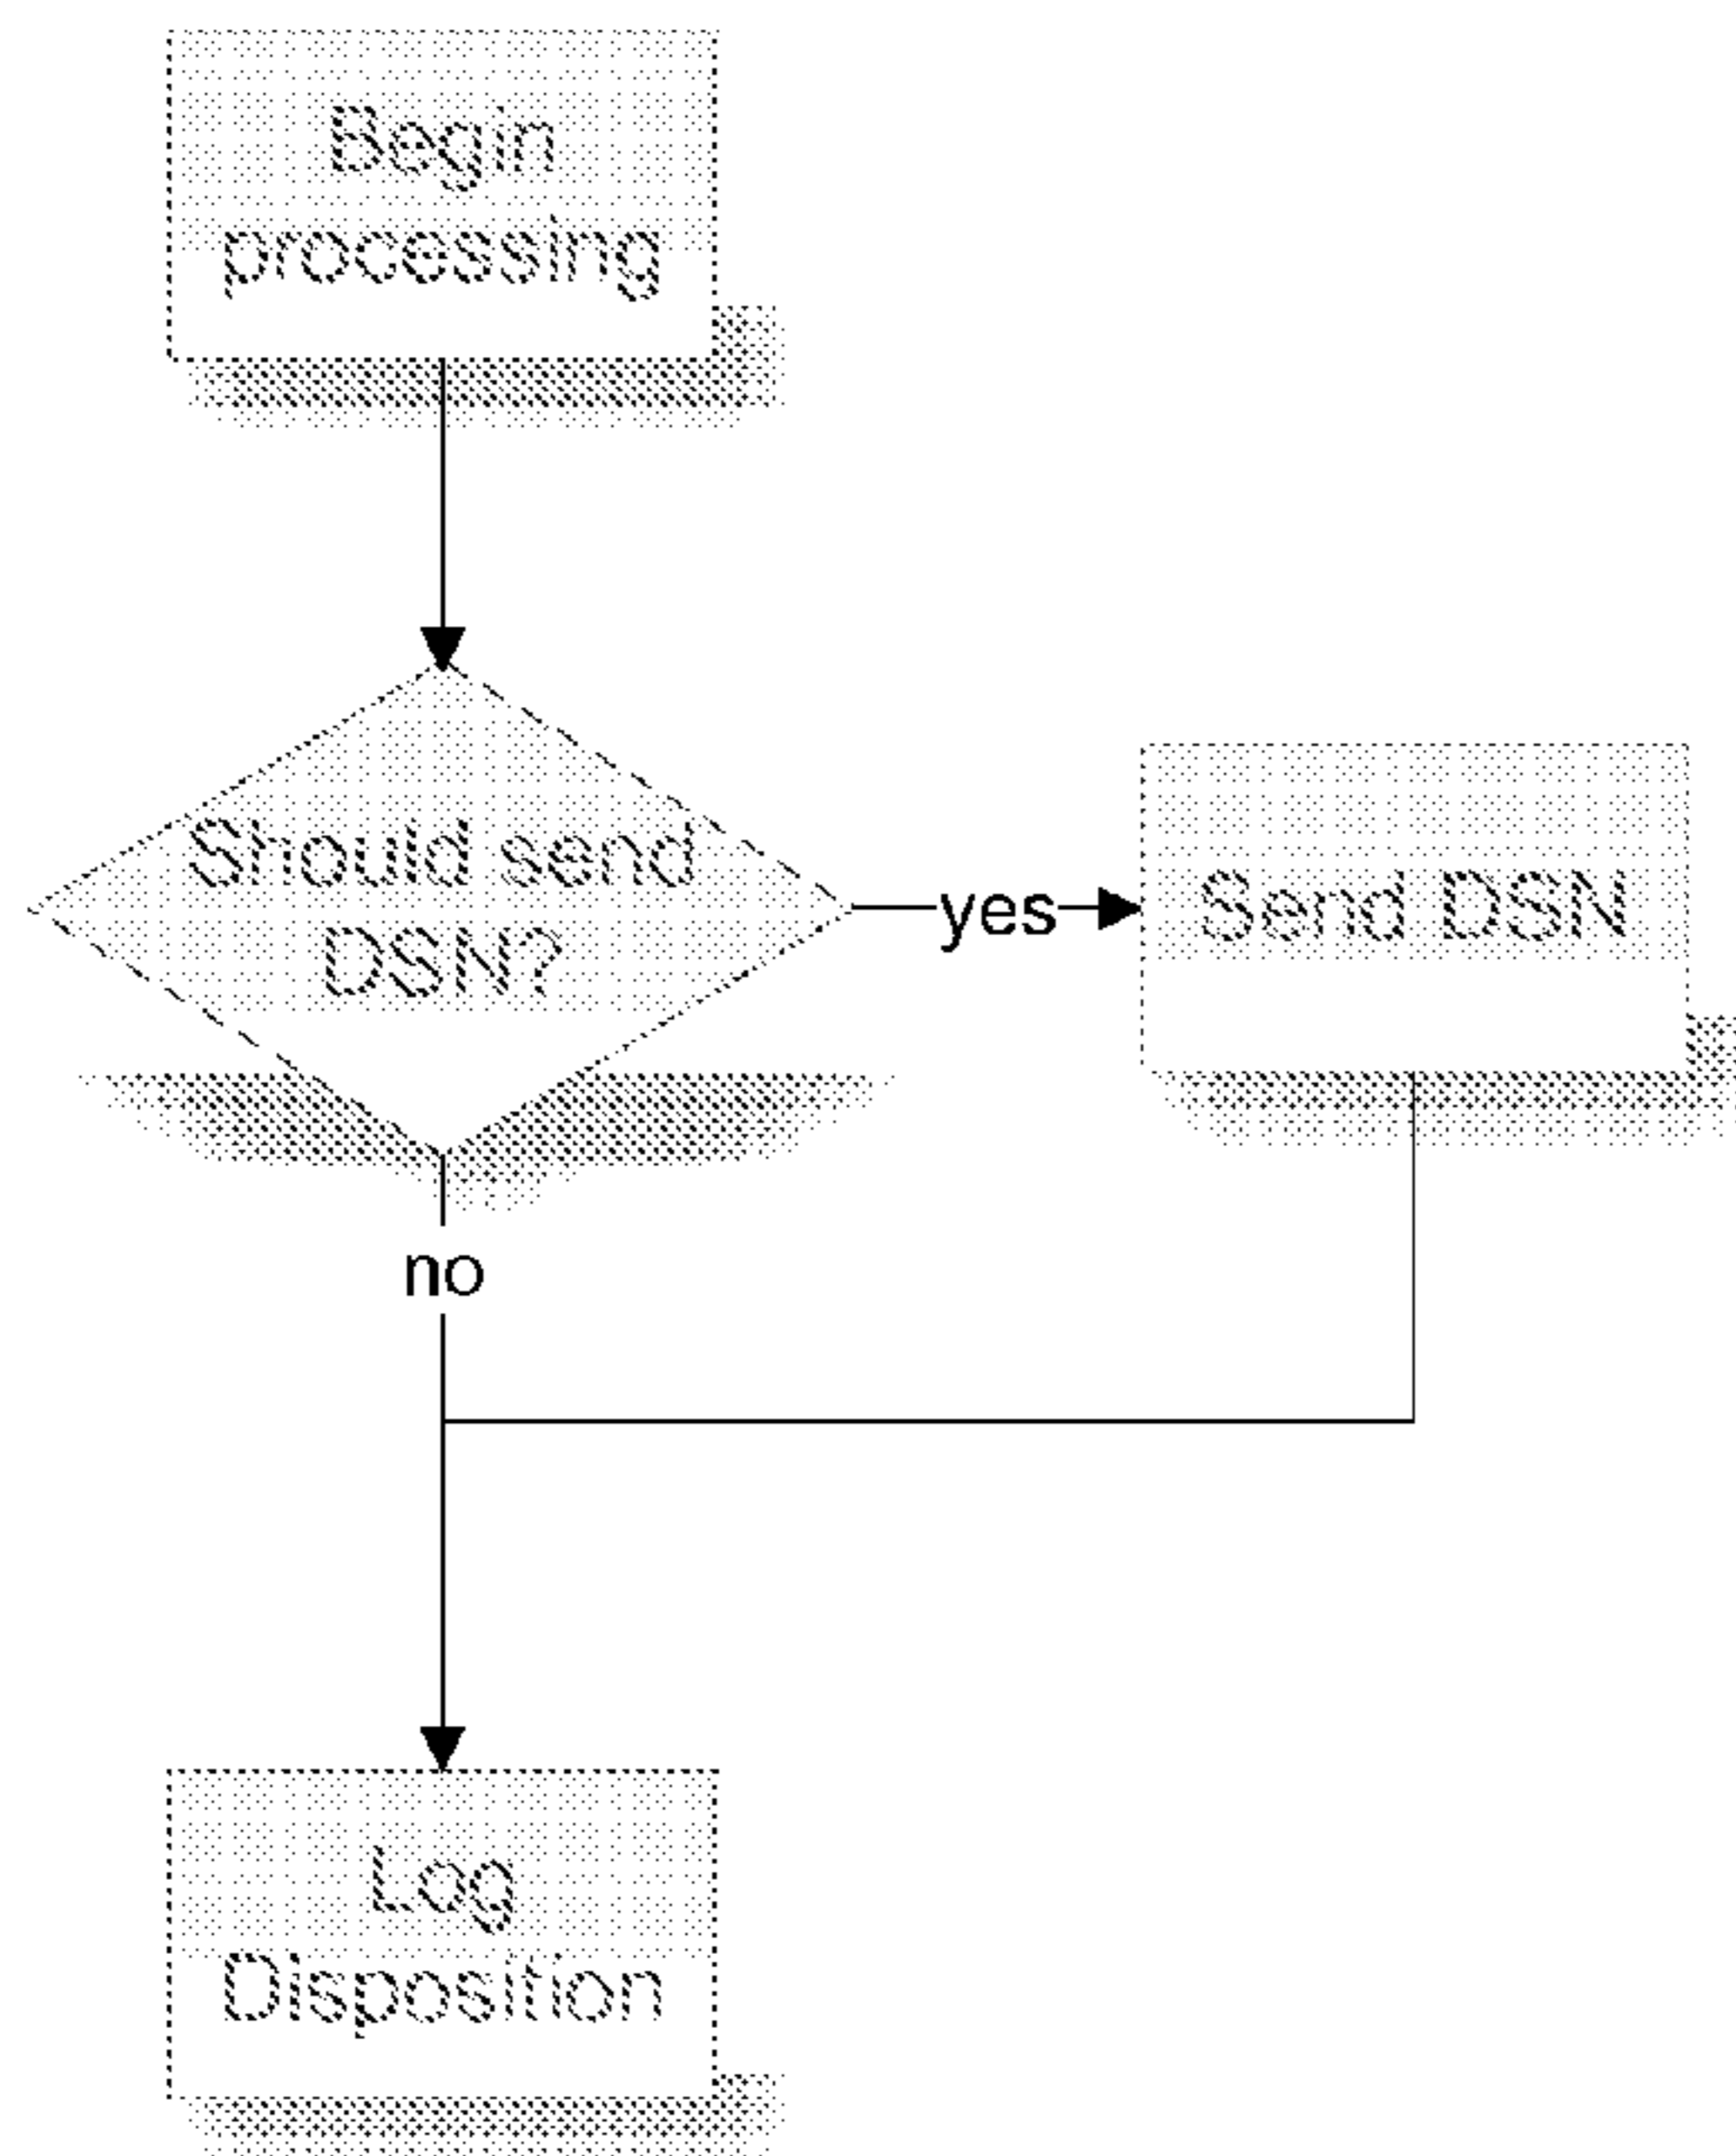 Begin
processing
Should send
DSN?
yes
Send DSN
no
Log
Disposition